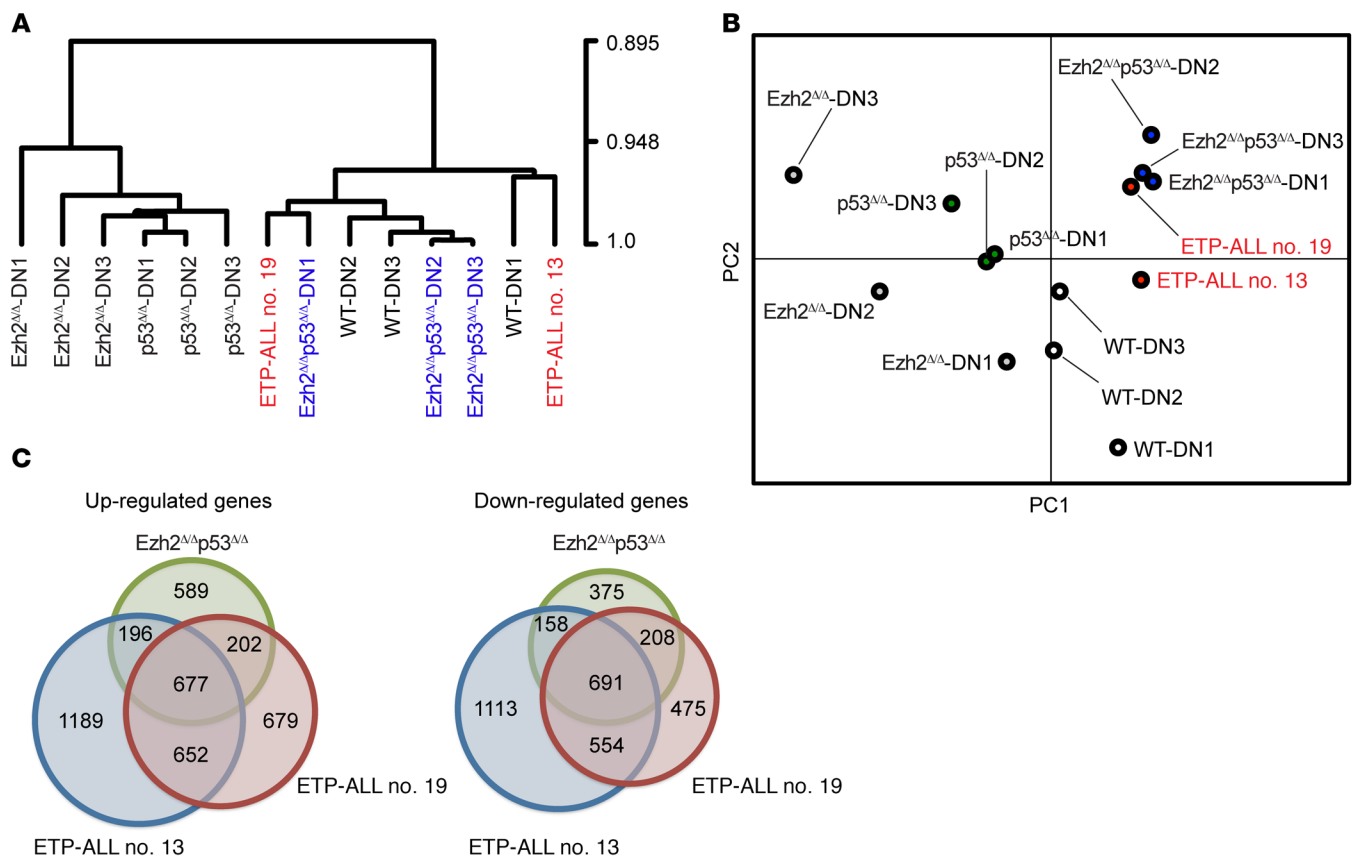 A
0.895
0.948
1.0
Ezh2Δ/Δ-DN1
Ezh2Δ/Δ-DN2
Ezh2Δ/Δ-DN3
p53Δ/Δ-DN1
p53Δ/Δ-DN2
p53Δ/Δ-DN3
ETP-ALL no. 19
Ezh2Δ/Δp53Δ/Δ-DN1
WT-DN2
WT-DN3
Ezh2Δ/Δp53Δ/Δ-DN2
Ezh2Δ/Δp53Δ/Δ-DN3
WT-DN1
ETP-ALL no. 13
B
Ezh2Δ/Δp53Δ/Δ-DN2
Ezh2Δ/Δ-DN3
Ezh2Δ/Δp53Δ/Δ-DN3
p53Δ/Δ-DN2
Ezh2Δ/Δp53Δ/Δ-DN1
p53Δ/Δ-DN3
p53Δ/Δ-DN1
ETP-ALL no. 19
ETP-ALL no. 13
Ezh2Δ/Δ-DN2
WT-DN3
Ezh2Δ/Δ-DN1
WT-DN2
WT-DN1
PC2
PC1
C
Up-regulated genes
Ezh2Δ/Δp53Δ/Δ
589
196
202
677
1189
679
652
ETP-ALL no. 19
ETP-ALL no. 13
Down-regulated genes
Ezh2Δ/Δp53Δ/Δ
375
158
208
691
1113
475
554
ETP-ALL no. 19
ETP-ALL no. 13